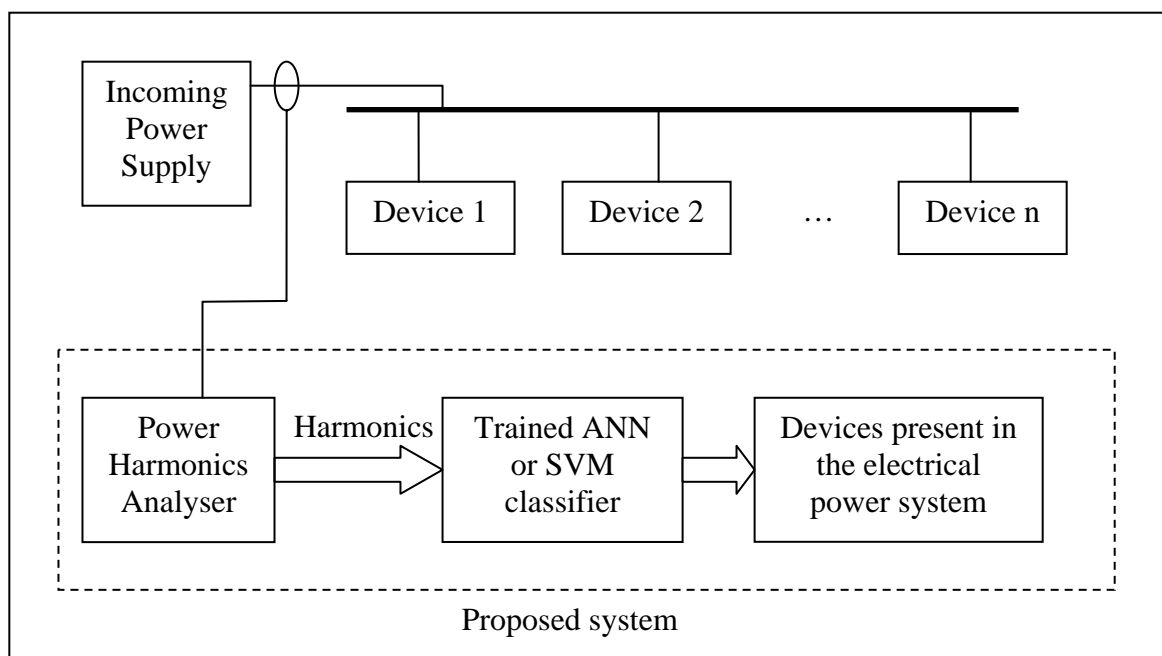 Incoming
Power
Supply
Device 1
Device 2
…
Device n
Power
Harmonics
Analyser
Harmonics
Trained ANN
or SVM
classifier
Devices present in
the electrical
power system
Proposed system